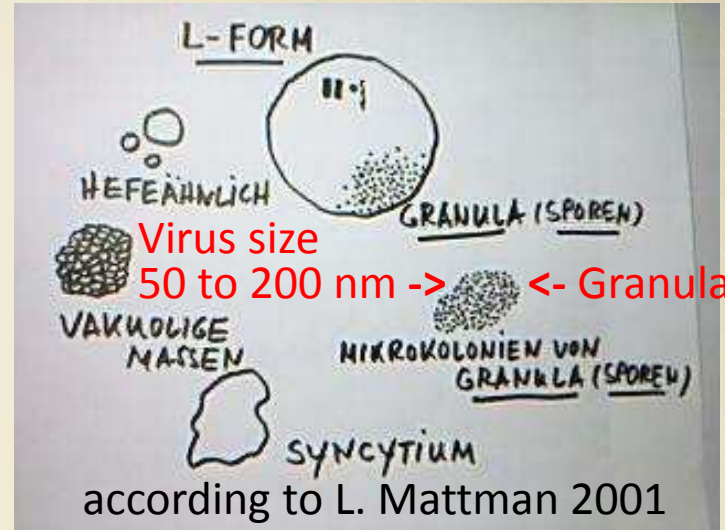 L-FORM
HEFEÄHNLICH
GRANULA (SPOREN)
Virus size
50 to 200 nm -> <- Granula
VAKUOLIGE
MASSEN
MIKROKOLONIEN VON
GRANULA (SPOREN)
SYNCYTIUM
according to L. Mattman 2001